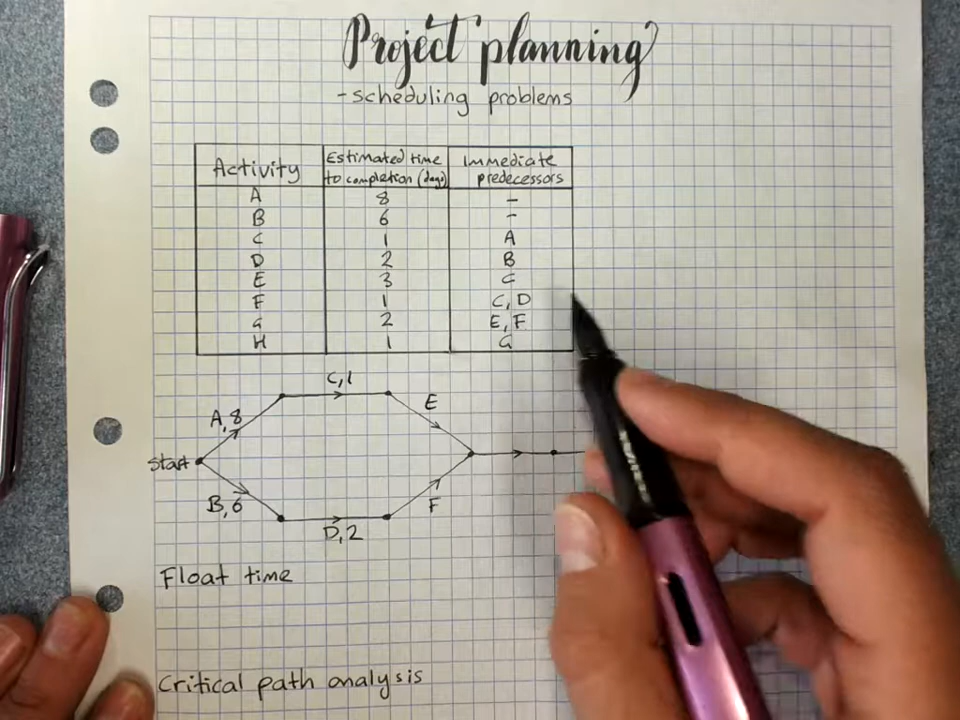 Project planning
-scheduling problems
Activity Estimated time to completion (days) Immediate predecessors
A 8 -
B 6 -
C 1 A
D 2 B
E 3 C
F 1 C, D
G 2 E, F
H 1 G
C,1
A,8 E
Start
B,6 F
D,2
Float time
Critical path analysis